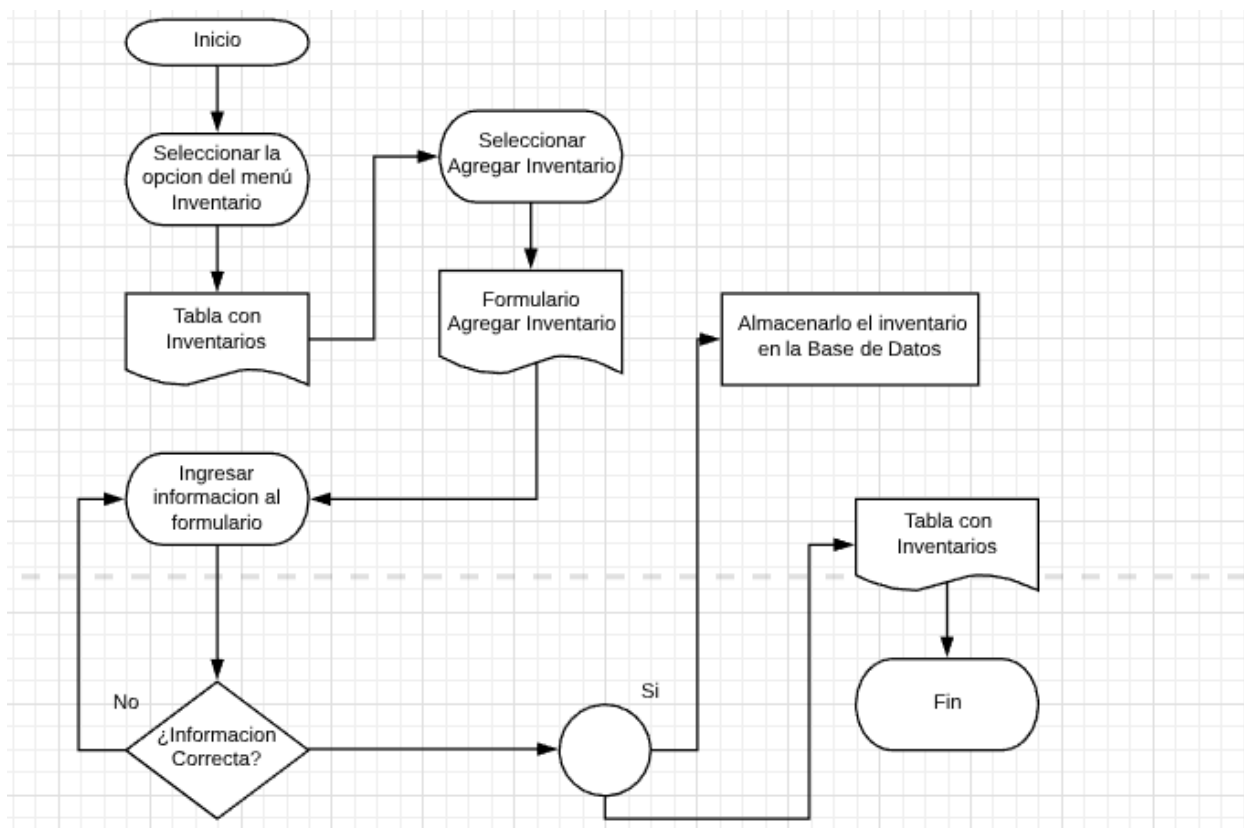 Inicio
Seleccionar la
opcion del menú
Inventario
Tabla con
Inventarios
Seleccionar
Agregar Inventario
Formulario
Agregar Inventario
Ingresar
informacion al
formulario
No
¿Informacion
Correcta?
Si
Almacenarlo el inventario
en la Base de Datos
Tabla con
Inventarios
Fin